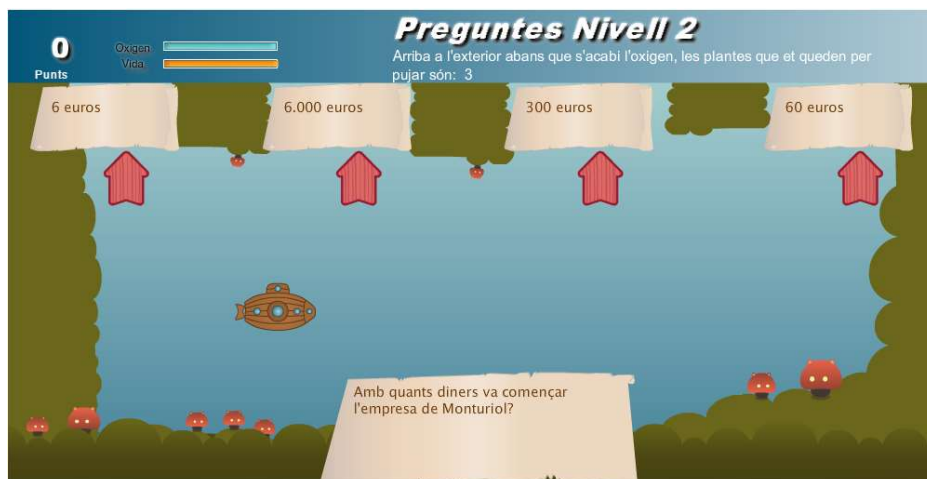 Preguntes Nivell 2
0
Punts
Oxigen
Vida
Arriba a l'exterior abans que s'acabi l'oxigen, les plantes que et queden per
pujar són: 3
6 euros
6.000 euros
300 euros
60 euros
Amb quants diners va començar
l'empresa de Monturiol?